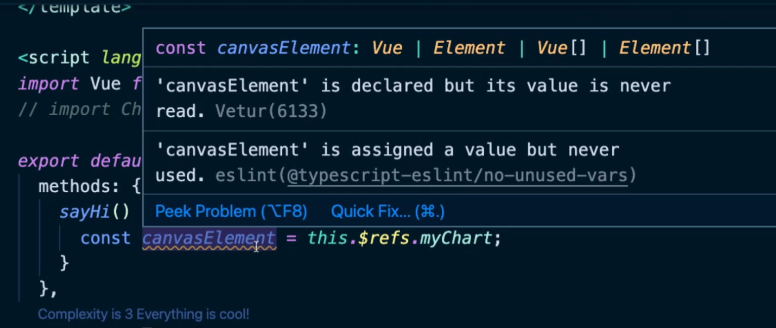 </template>
const canvasElement: Vue | Element | Vue[] | Element[]
<script lang
import Vue f
'canvasElement' is declared but its value is never
// import Ch
read. Vetur(6133)
'canvasElement' is assigned a value but never
export defau
used. eslint(@typescript-eslint/no-unused-vars)
methods: {
sayHi()
Peek Problem (⌥F8) Quick Fix... (⌘.)
const canvasElement = this.$refs.myChart;
}
},
Complexity is 3 Everything is cool!